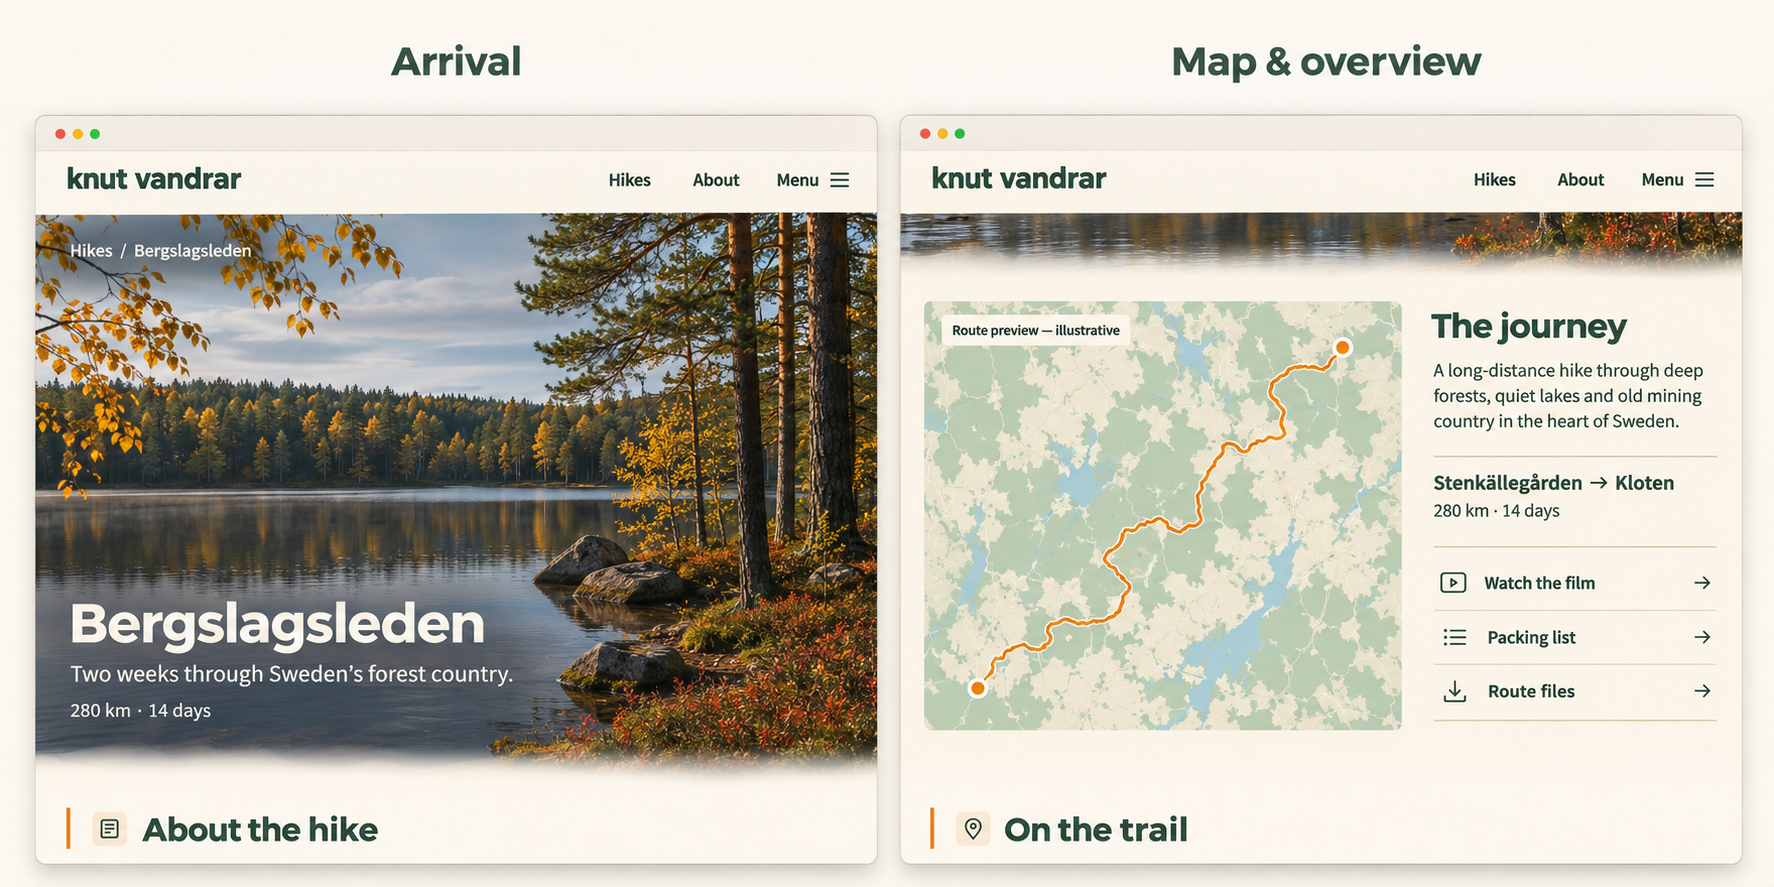 Arrival
knut vandrar
Hikes
About
Menu
Hikes / Bergslagsleden
Bergslagsleden
Two weeks through Sweden’s forest country.
280 km · 14 days
About the hike
Map & overview
knut vandrar
Hikes
About
Menu
Route preview — illustrative
The journey
A long-distance hike through deep
forests, quiet lakes and old mining
country in the heart of Sweden.
Stenkällegården → Kloten
280 km · 14 days
Watch the film →
Packing list →
Route files →
On the trail